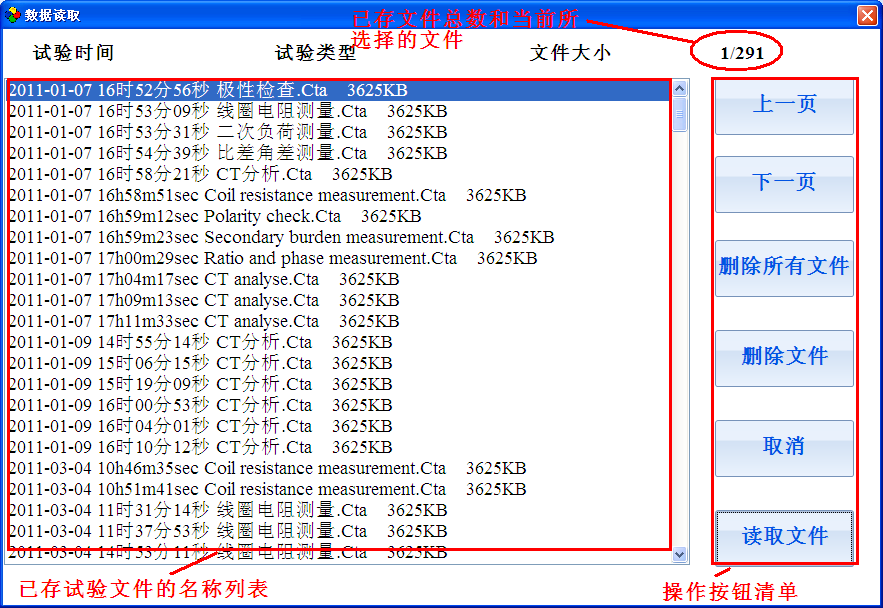 数据读取
已存文件总数和当前所
选择的文件
试验时间 试验类型 文件大小 1/291
2011-01-07 16时52分56秒 极性检查.Cta 3625KB
2011-01-07 16时53分09秒 线圈电阻测量.Cta 3625KB
2011-01-07 16时53分31秒 二次负荷测量.Cta 3625KB
2011-01-07 16时54分39秒 比差角差测量.Cta 3625KB
2011-01-07 16时58分21秒 CT分析.Cta 3625KB
2011-01-07 16h58m51sec Coil resistance measurement.Cta 3625KB
2011-01-07 16h59m12sec Polarity check.Cta 3625KB
2011-01-07 16h59m23sec Secondary burden measurement.Cta 3625KB
2011-01-07 17h00m29sec Ratio and phase measurement.Cta 3625KB
2011-01-07 17h04m17sec CT analyse.Cta 3625KB
2011-01-07 17h09m13sec CT analyse.Cta 3625KB
2011-01-07 17h11m33sec CT analyse.Cta 3625KB
2011-01-09 14时55分14秒 CT分析.Cta 3625KB
2011-01-09 15时06分15秒 CT分析.Cta 3625KB
2011-01-09 15时19分09秒 CT分析.Cta 3625KB
2011-01-09 16时00分53秒 CT分析.Cta 3625KB
2011-01-09 16时04分01秒 CT分析.Cta 3625KB
2011-01-09 16时10分12秒 CT分析.Cta 3625KB
2011-03-04 10h46m35sec Coil resistance measurement.Cta 3625KB
2011-03-04 10h51m41sec Coil resistance measurement.Cta 3625KB
2011-03-04 11时31分14秒 线圈电阻测量.Cta 3625KB
2011-03-04 11时37分53秒 线圈电阻测量.Cta 3625KB
2011-03-04 14时53分11秒 线圈电阻测量.Cta 3625KB
上一页
下一页
删除所有文件
删除文件
取消
读取文件
已存试验文件的名称列表
操作按钮清单